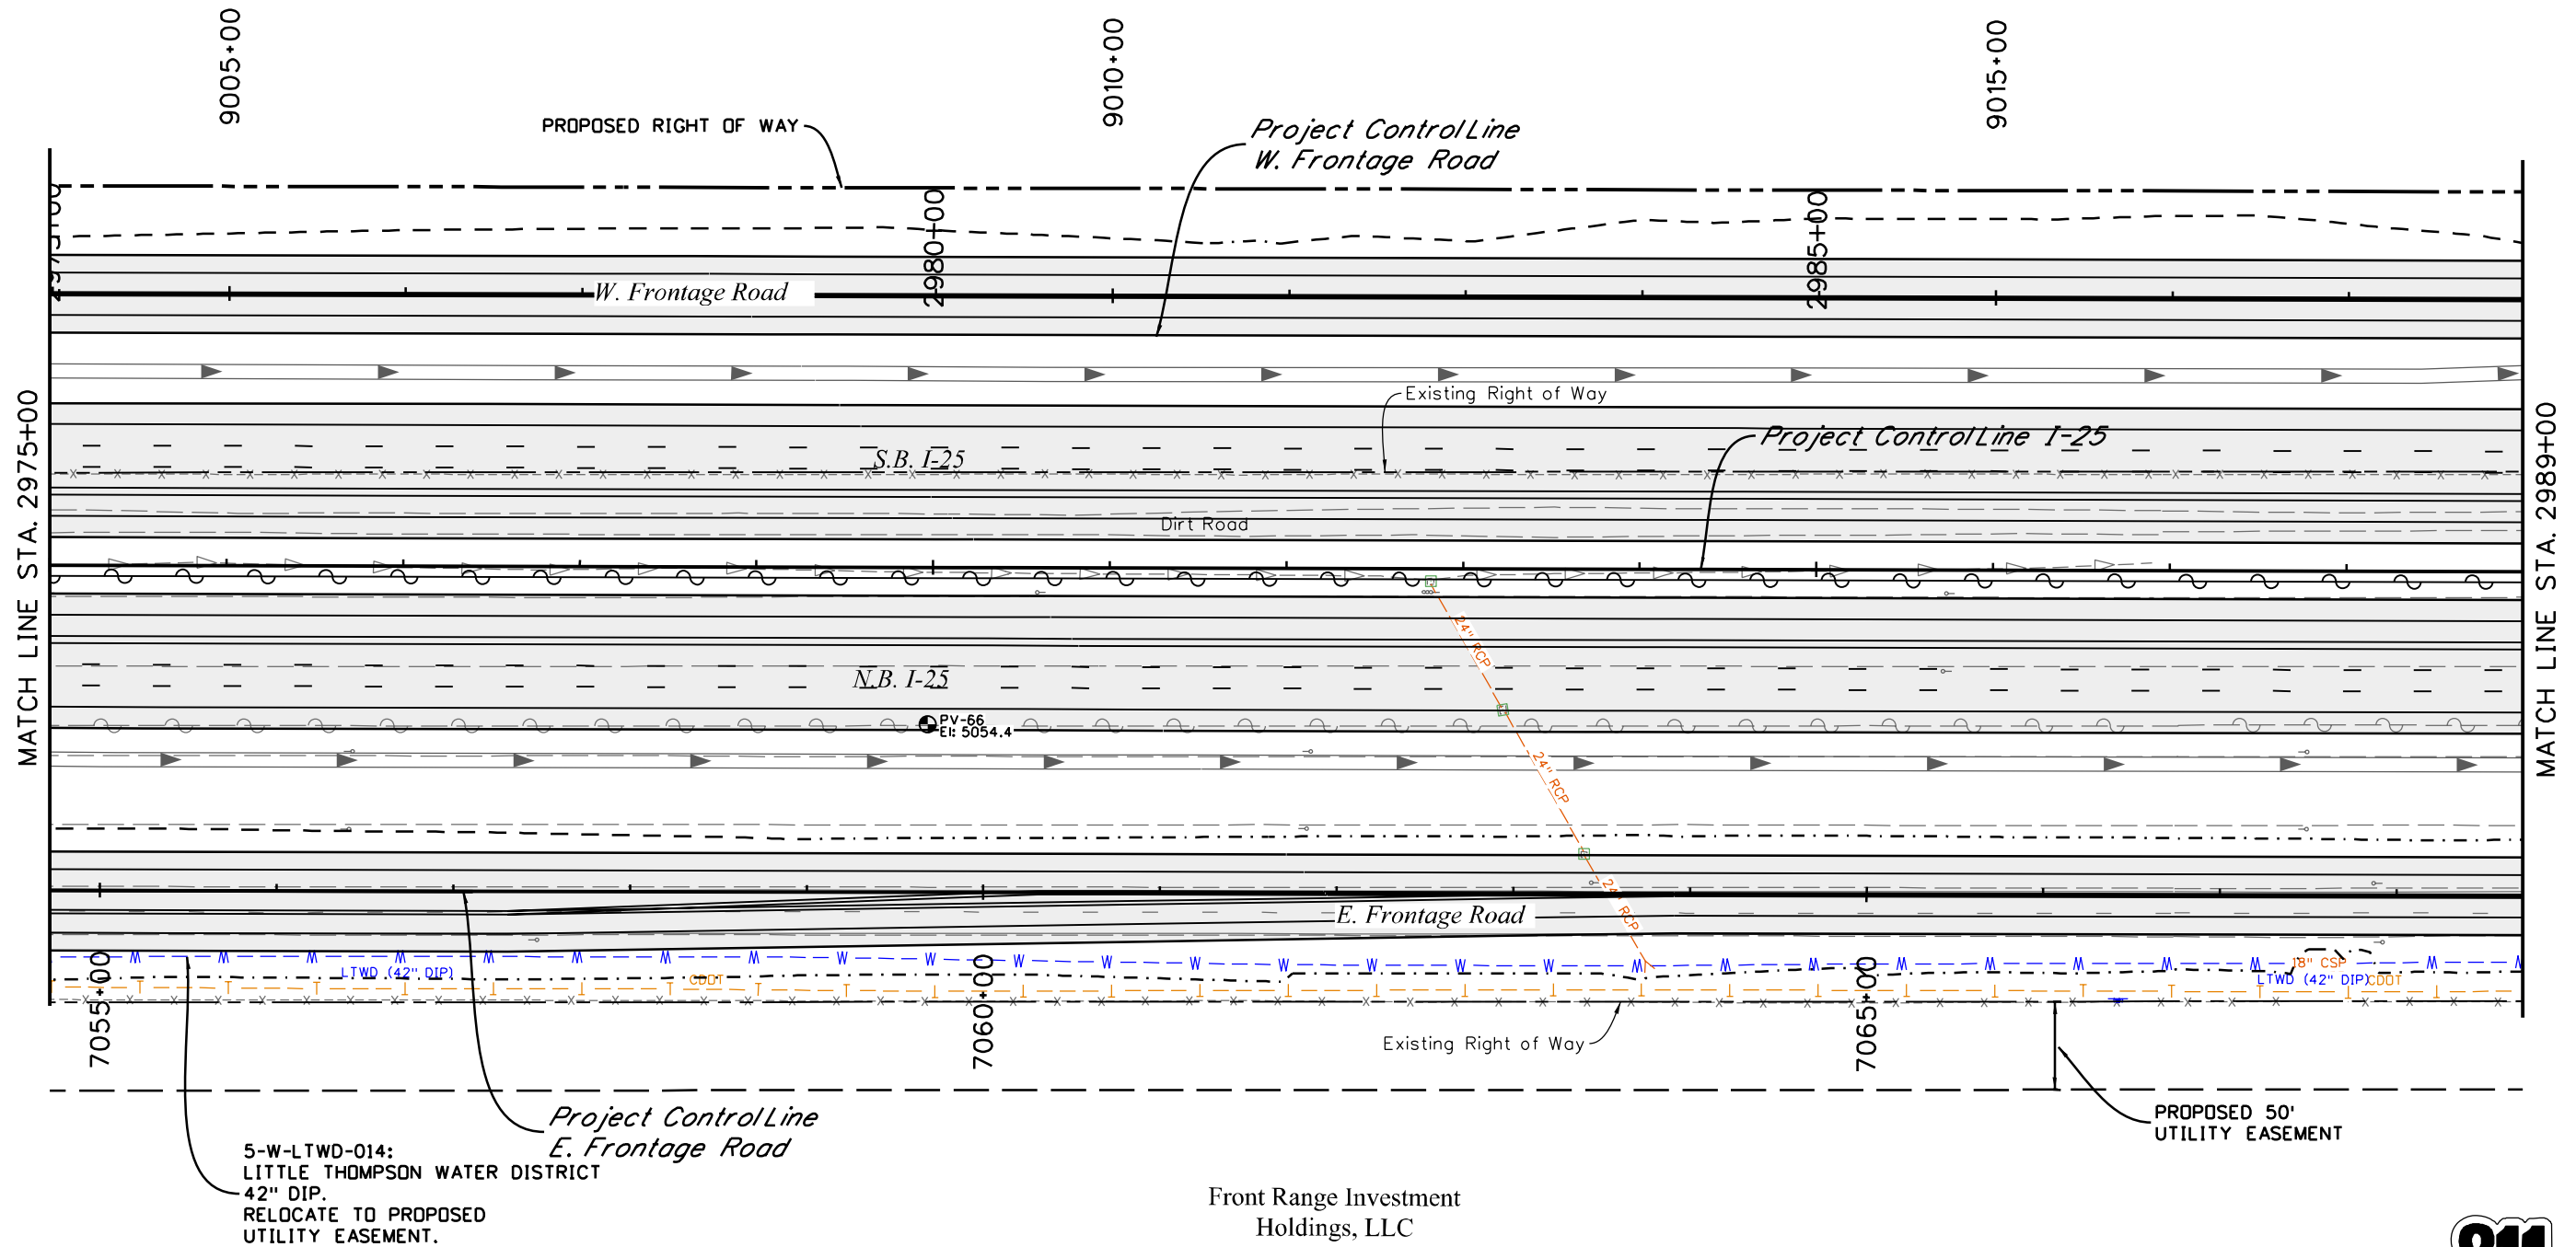 9005+00
9010+00
9015+00
PROPOSED RIGHT OF WAY
Project Control Line
W. Frontage Road
2980+00
2985+00
W. Frontage Road
Existing Right of Way
Project Control Line I-25
S.B. I-25
Dirt Road
MATCH LINE STA. 2975+00
MATCH LINE STA. 2989+00
24" RCP
N.B. I-25
PV-66
El: 5054.4
24" RCP
24" RCP
E. Frontage Road
LTWD (42" DIP)
CDOT
18" CSP
LTWD (42" DIP)
CDOT
7055+00
7060+00
7065+00
Existing Right of Way
Project Control Line
E. Frontage Road
PROPOSED 50'
UTILITY EASEMENT
5-W-LTWD-014:
LITTLE THOMPSON WATER DISTRICT
42" DIP.
RELOCATE TO PROPOSED
UTILITY EASEMENT.
Front Range Investment
Holdings, LLC